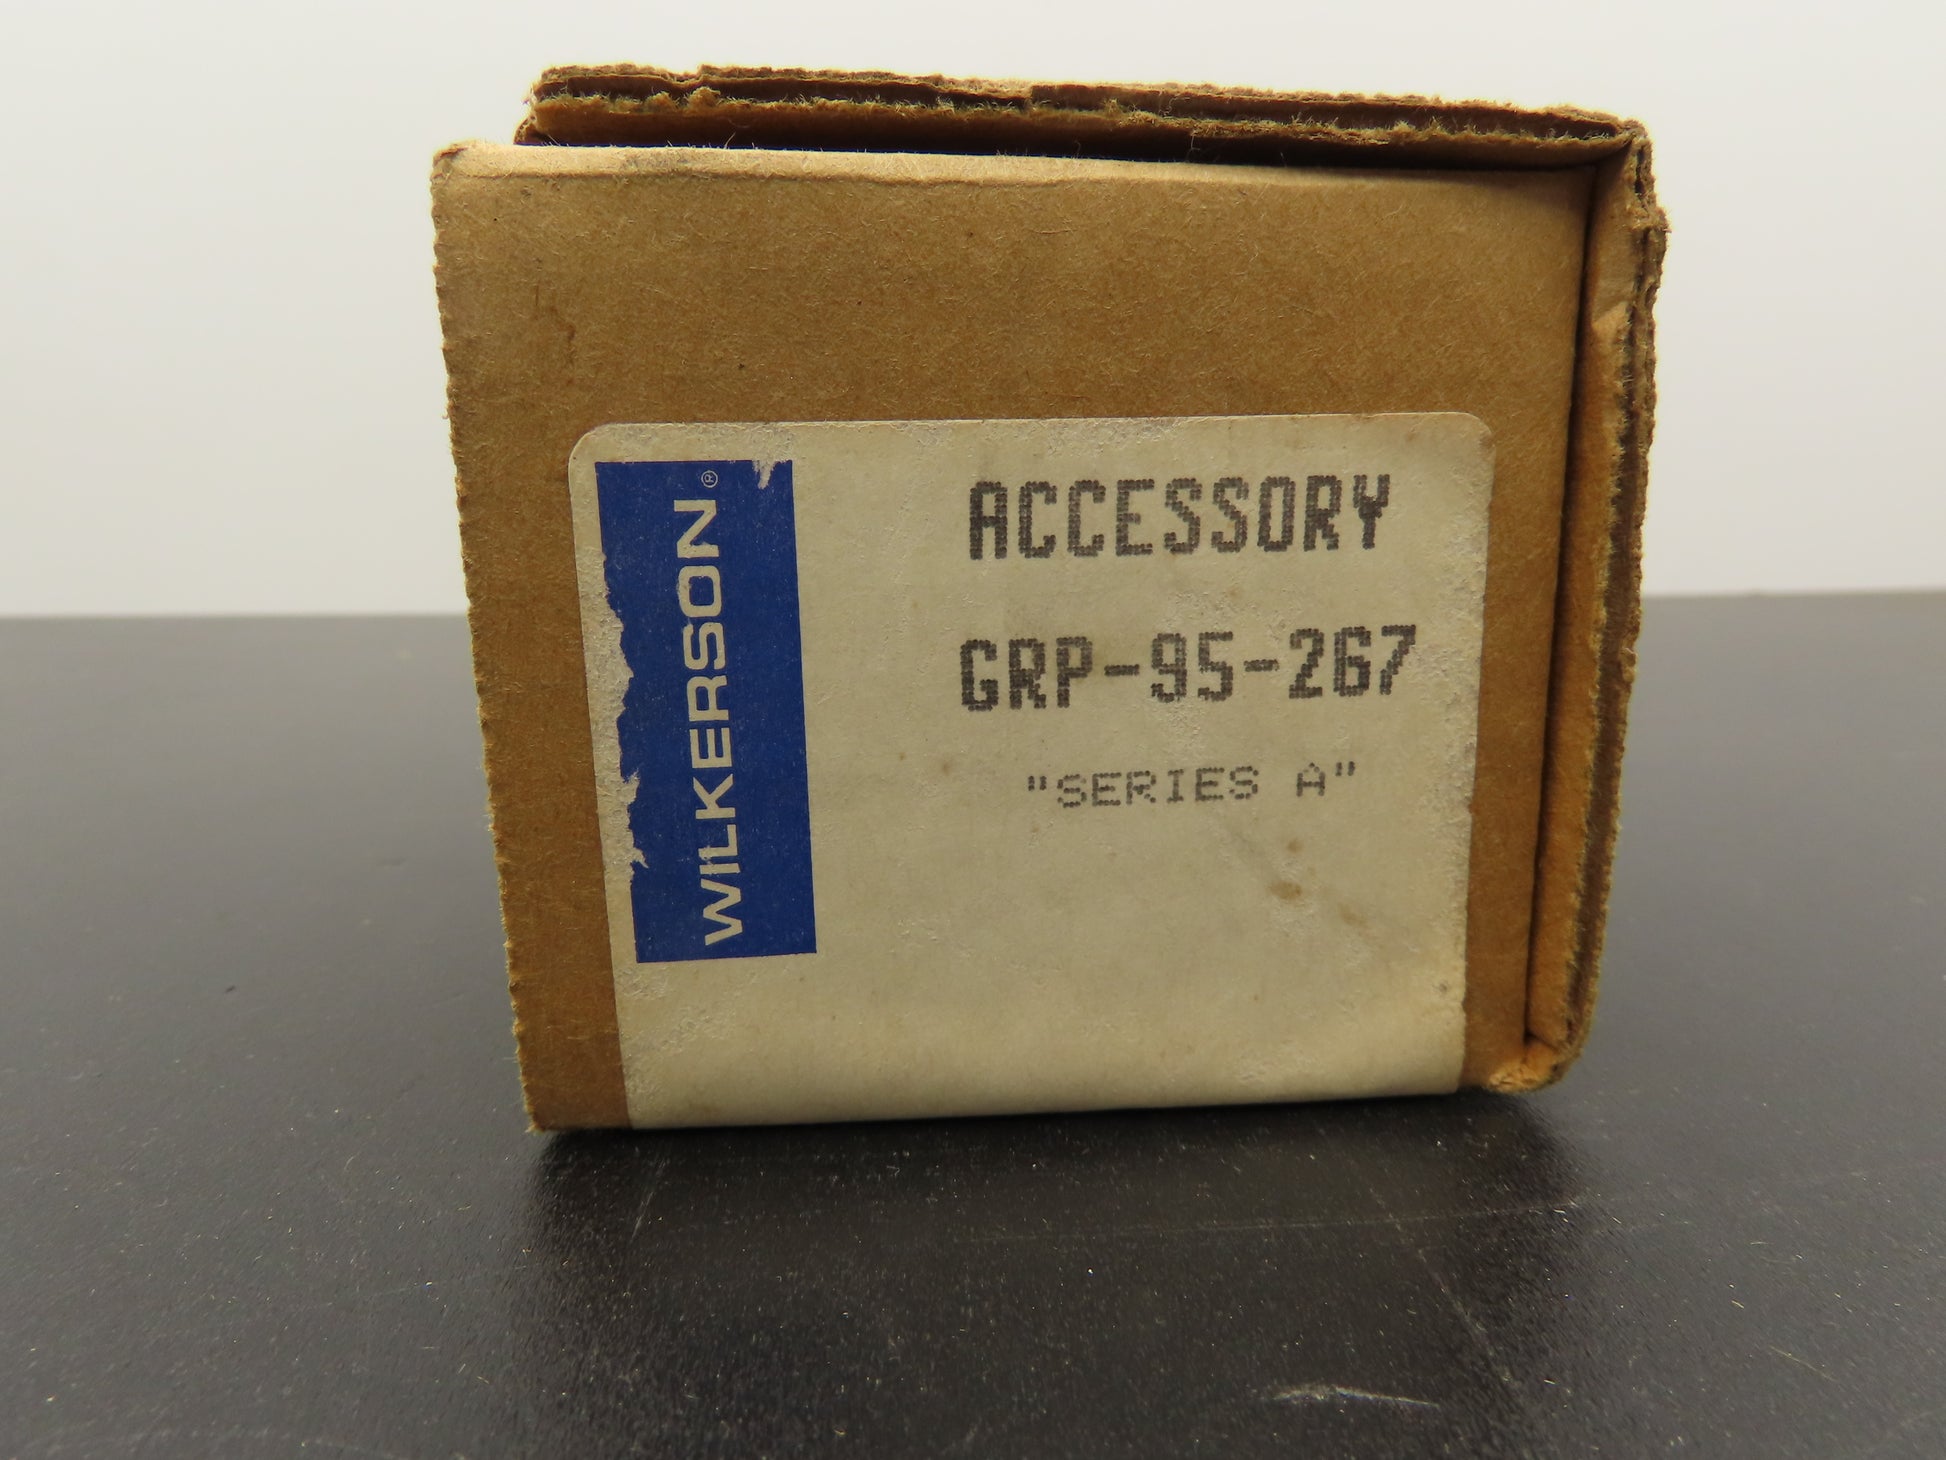 WILKERSON®
ACCESSORY
GRP-95-267
"SERIES A"